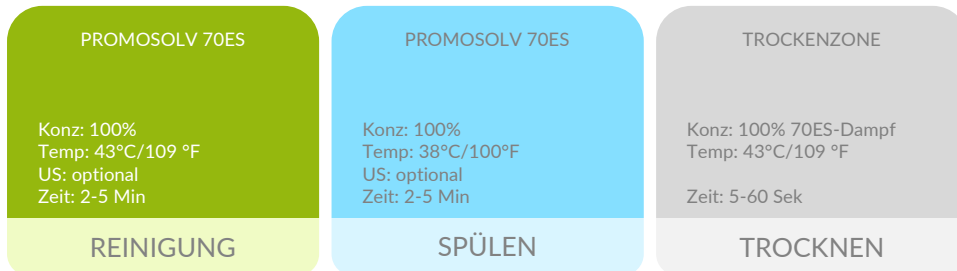 PROMOSOLV 70ES
Konz: 100%
Temp: 43°C/109 °F
US: optional
Zeit: 2-5 Min
REINIGUNG
PROMOSOLV 70ES
Konz: 100%
Temp: 38°C/100°F
US: optional
Zeit: 2-5 Min
SPÜLEN
TROCKENZONE
Konz: 100% 70ES-Dampf
Temp: 43°C/109 °F
Zeit: 5-60 Sek
TROCKNEN